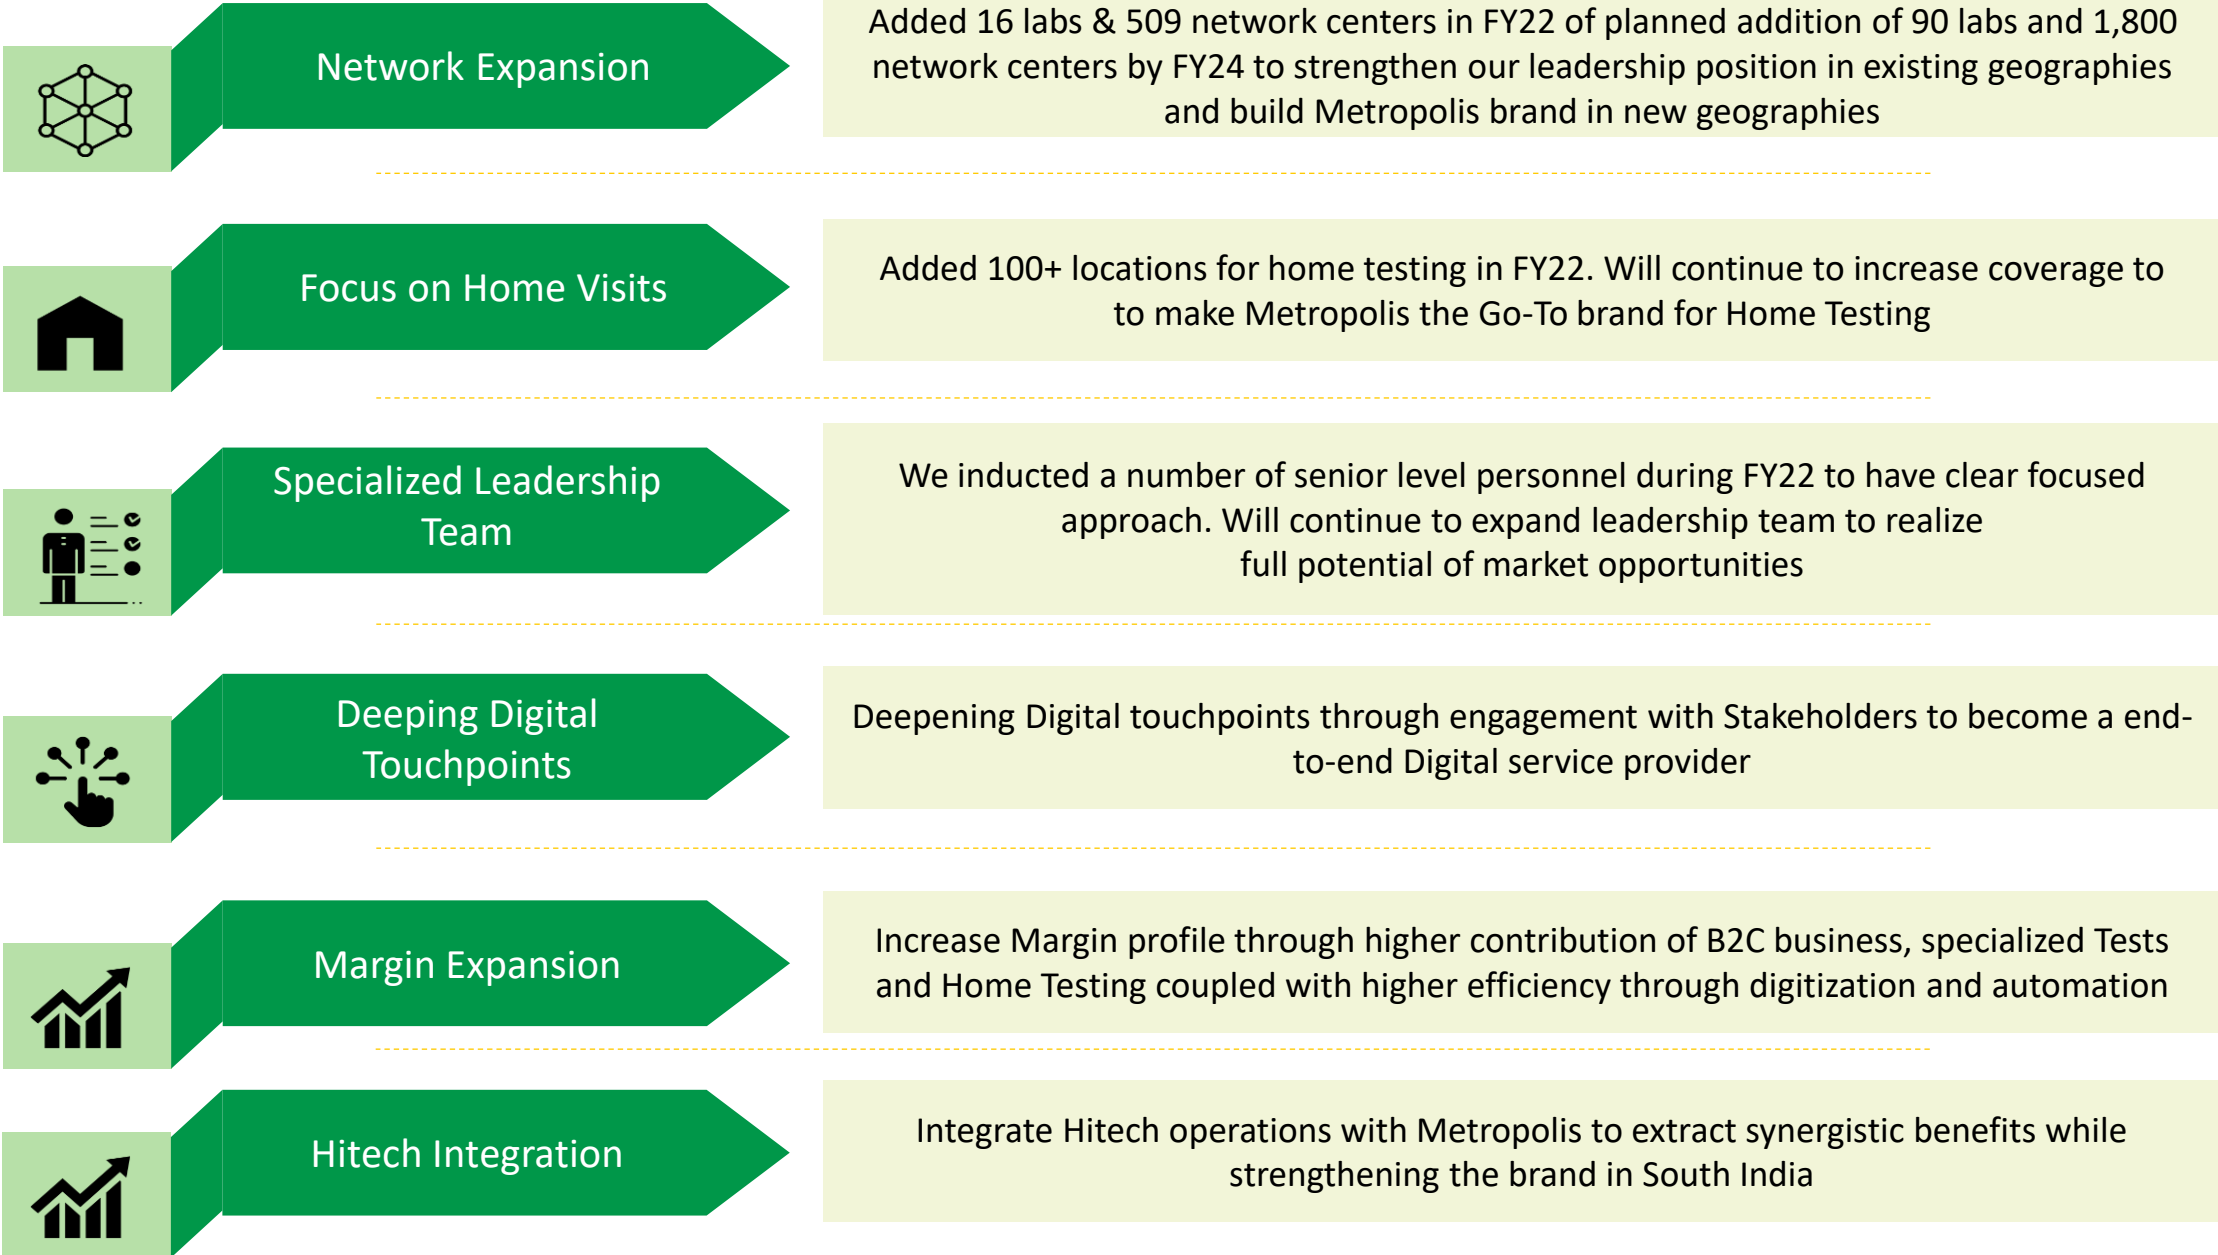 Network Expansion
Added 16 labs & 509 network centers in FY22 of planned addition of 90 labs and 1,800
network centers by FY24 to strengthen our leadership position in existing geographies
and build Metropolis brand in new geographies
Focus on Home Visits
Added 100+ locations for home testing in FY22. Will continue to increase coverage to
to make Metropolis the Go-To brand for Home Testing
Specialized Leadership
Team
We inducted a number of senior level personnel during FY22 to have clear focused
approach. Will continue to expand leadership team to realize
full potential of market opportunities
Deeping Digital
Touchpoints
Deepening Digital touchpoints through engagement with Stakeholders to become a end-
to-end Digital service provider
Margin Expansion
Increase Margin profile through higher contribution of B2C business, specialized Tests
and Home Testing coupled with higher efficiency through digitization and automation
Hitech Integration
Integrate Hitech operations with Metropolis to extract synergistic benefits while
strengthening the brand in South India